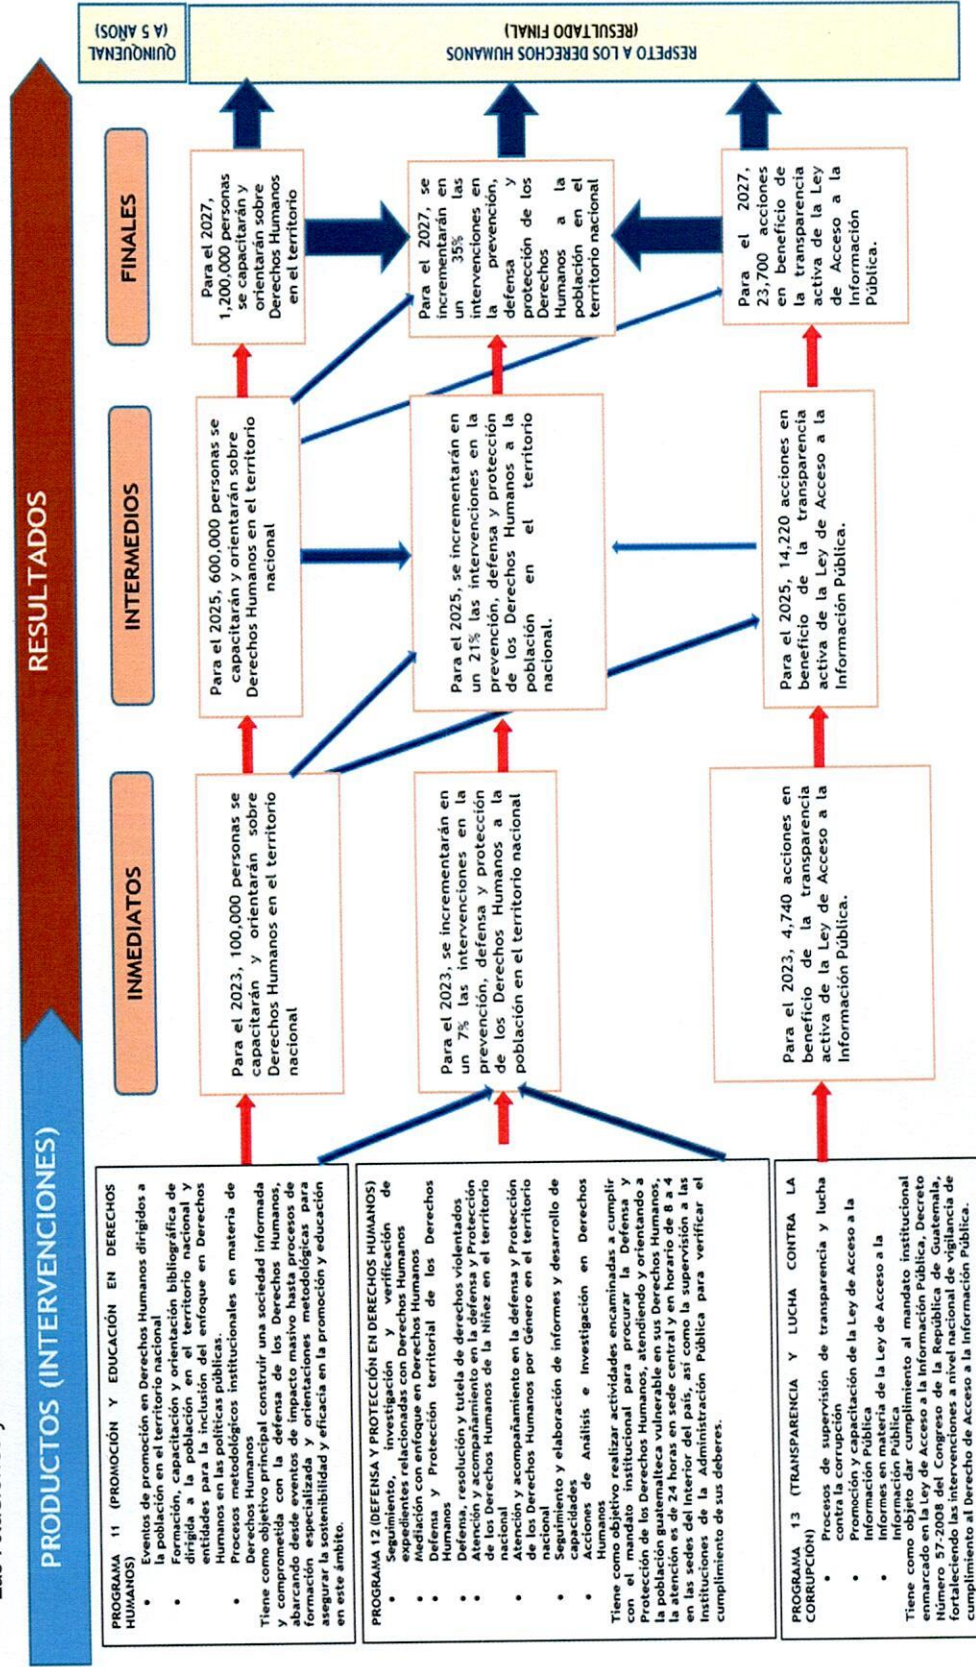 PRODUCTOS (INTERVENCIONES)
RESULTADOS
INMEDIATOS
INTERMEDIOS
FINALES
QUINQUENAL
(A 5 AÑOS)
PROGRAMA 11 (PROMOCIÓN Y EDUCACIÓN EN DERECHOS
HUMANOS)
• Eventos de promoción en Derechos Humanos dirigidos a
la población en el territorio nacional
• Formación, capacitación y orientación bibliográfica de
dirigida a la población en el territorio nacional y
entidades para la inclusión del enfoque en Derechos
Humanos en las políticas públicas.
• Procesos metodológicos institucionales en materia de
Derechos Humanos
Tiene como objetivo principal construir una sociedad informada
y comprometida con la defensa de los Derechos Humanos,
abarcando desde eventos de impacto masivo hasta procesos de
formación especializada y orientaciones metodológicas para
asegurar la sostenibilidad y eficacia en la promoción y educación
en este ámbito.
Para el 2023, 100,000 personas se
capacitarán y orientarán sobre
Derechos Humanos en el territorio
nacional
Para el 2025, 600,000 personas se
capacitarán y orientarán sobre
Derechos Humanos en el territorio
nacional
Para el 2027,
1,200,000 personas
se capacitarán y
orientarán sobre
Derechos Humanos
en el territorio
PROGRAMA 12 (DEFENSA Y PROTECCIÓN EN DERECHOS HUMANOS)
• Seguimiento, investigación y verificación de
expedientes relacionadas con Derechos Humanos
• Mediación con enfoque en Derechos Humanos
• Defensa y Protección territorial de los Derechos
Humanos
• Defensa, resolución y tutela de derechos violentados
• Atención y acompañamiento en la defensa y Protección
de los Derechos Humanos de la Niñez en el territorio
nacional
• Atención y acompañamiento en la defensa y Protección
de los Derechos Humanos por Género en el territorio
nacional
• Seguimiento y elaboración de informes y desarrollo de
capacidades
• Acciones de Análisis e Investigación en Derechos
Humanos
Tiene como objetivo realizar actividades encaminadas a cumplir
con el mandato institucional para procurar la Defensa y
Protección de los Derechos Humanos, atendiendo y orientando a
la población guatemalteca vulnerable en sus Derechos Humanos,
la atención es de 24 horas en sede central y en horario de 8 a 4
en las sedes del Interior del país, así como la supervisión a las
Instituciones de la Administración Pública para verificar el
cumplimiento de sus deberes.
Para el 2023, se incrementarán en
un 7% las intervenciones en la
prevención, defensa y protección
de los Derechos Humanos a la
población en el territorio nacional
Para el 2025, se incrementarán en
un 21% las intervenciones en la
prevención, defensa y protección
de los Derechos Humanos a la
población en el territorio
nacional.
Para el 2027, se
incrementarán en
un 35% las
intervenciones en
la prevención,
defensa y
protección de los
Derechos
Humanos a la
población en el
territorio nacional
PROGRAMA 13 (TRANSPARENCIA Y LUCHA CONTRA LA
CORRUPCION)
• Procesos de supervisión de transparencia y lucha
contra la corrupción
• Promoción y capacitación de la Ley de Acceso a la
Información Pública
• Informes en materia de la Ley de Acceso a la
Información Pública
Tiene como objeto dar cumplimiento al mandato institucional
enmarcado en la Ley de Acceso a la Información Pública, Decreto
Número 57-2008 del Congreso de la República de Guatemala,
fortaleciendo las intervenciones a nivel nacional de vigilancia de
cumplimiento al Derecho de Acceso a la Información Pública.
Para el 2023, 4,740 acciones en
beneficio de la transparencia
activa de la Ley de Acceso a la
Información Pública.
Para el 2025, 14,220 acciones en
beneficio de la transparencia
activa de la Ley de Acceso a la
Información Pública.
Para el 2027,
23,700 acciones
en beneficio de
la transparencia
activa de la Ley
de Acceso a la
Información
Pública.
RESPETO A LOS DERECHOS HUMANOS
(RESULTADO FINAL)